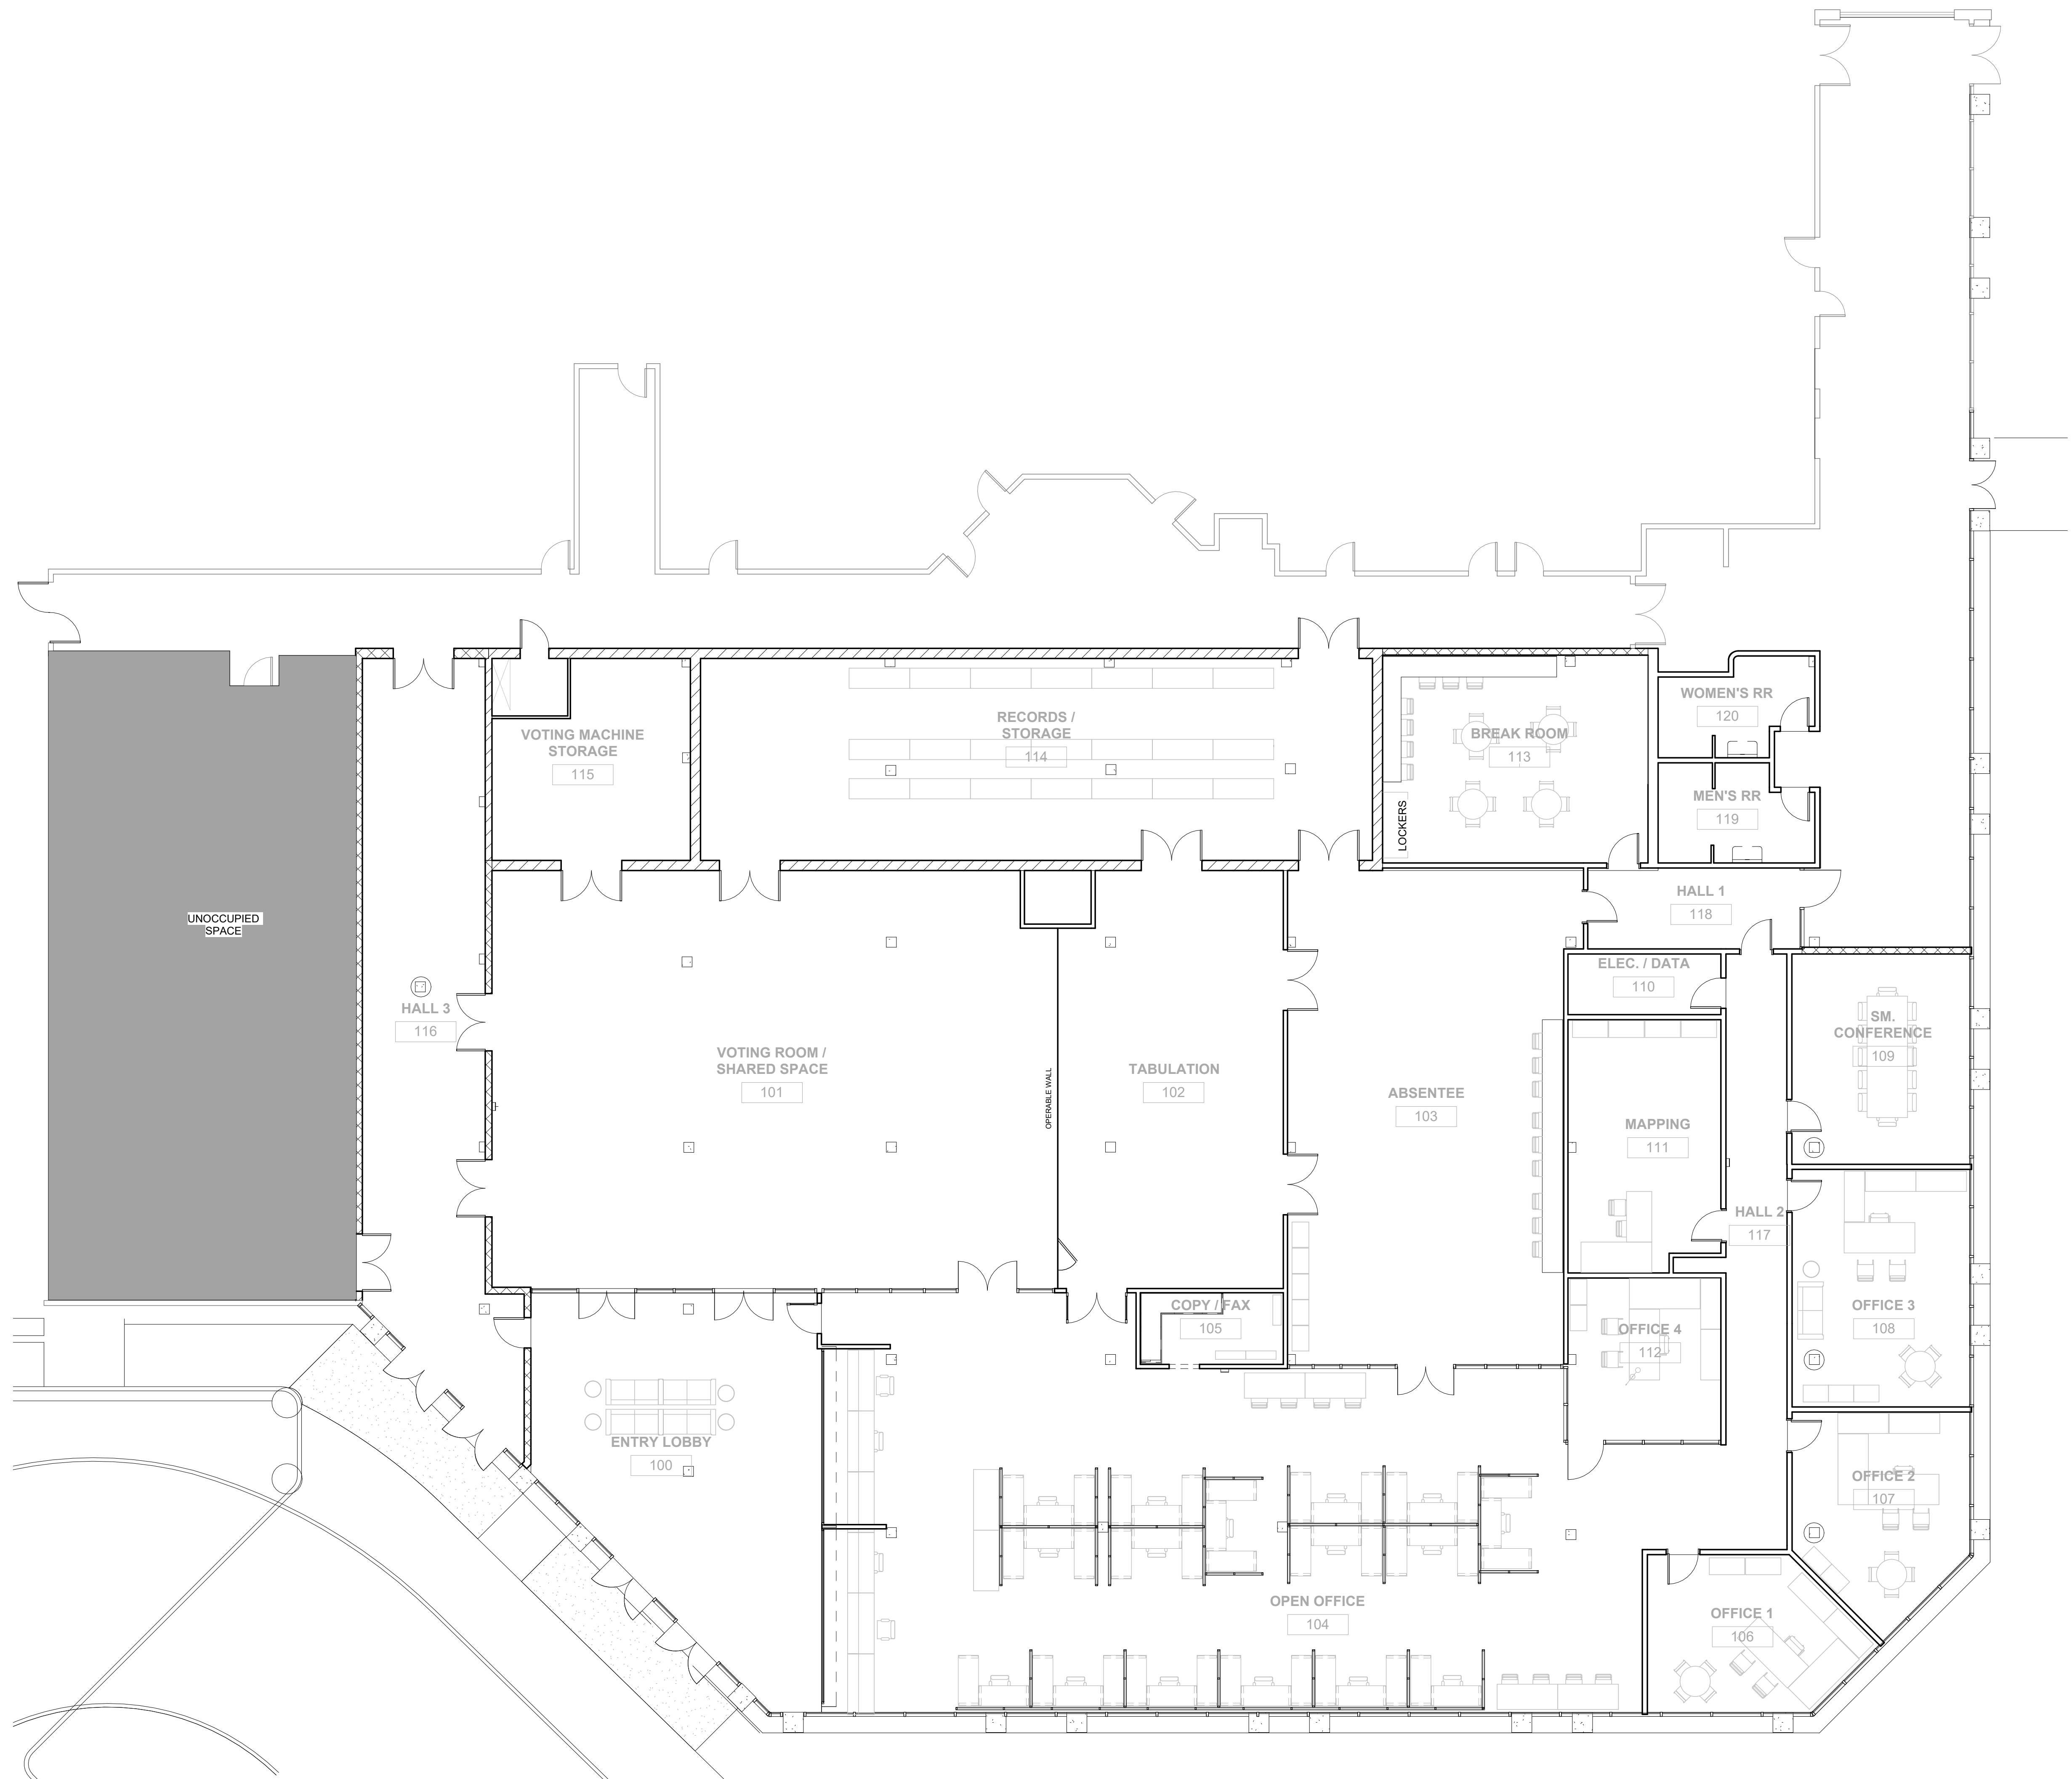 WOMEN'S RR
120
RECORDS /
STORAGE
114
VOTING MACHINE
STORAGE
115
BREAK ROOM
113
MEN'S RR
119
LOCKERS
HALL 1
118
UNOCCUPIED
SPACE
ELEC. / DATA
110
HALL 3
116
SM.
CONFERENCE
109
VOTING ROOM /
SHARED SPACE
101
OPERABLE WALL
TABULATION
102
ABSENTEE
103
MAPPING
111
HALL 2
117
COPY / FAX
105
OFFICE 3
108
OFFICE 4
112
ENTRY LOBBY
100
OFFICE 2
107
OPEN OFFICE
104
OFFICE 1
106